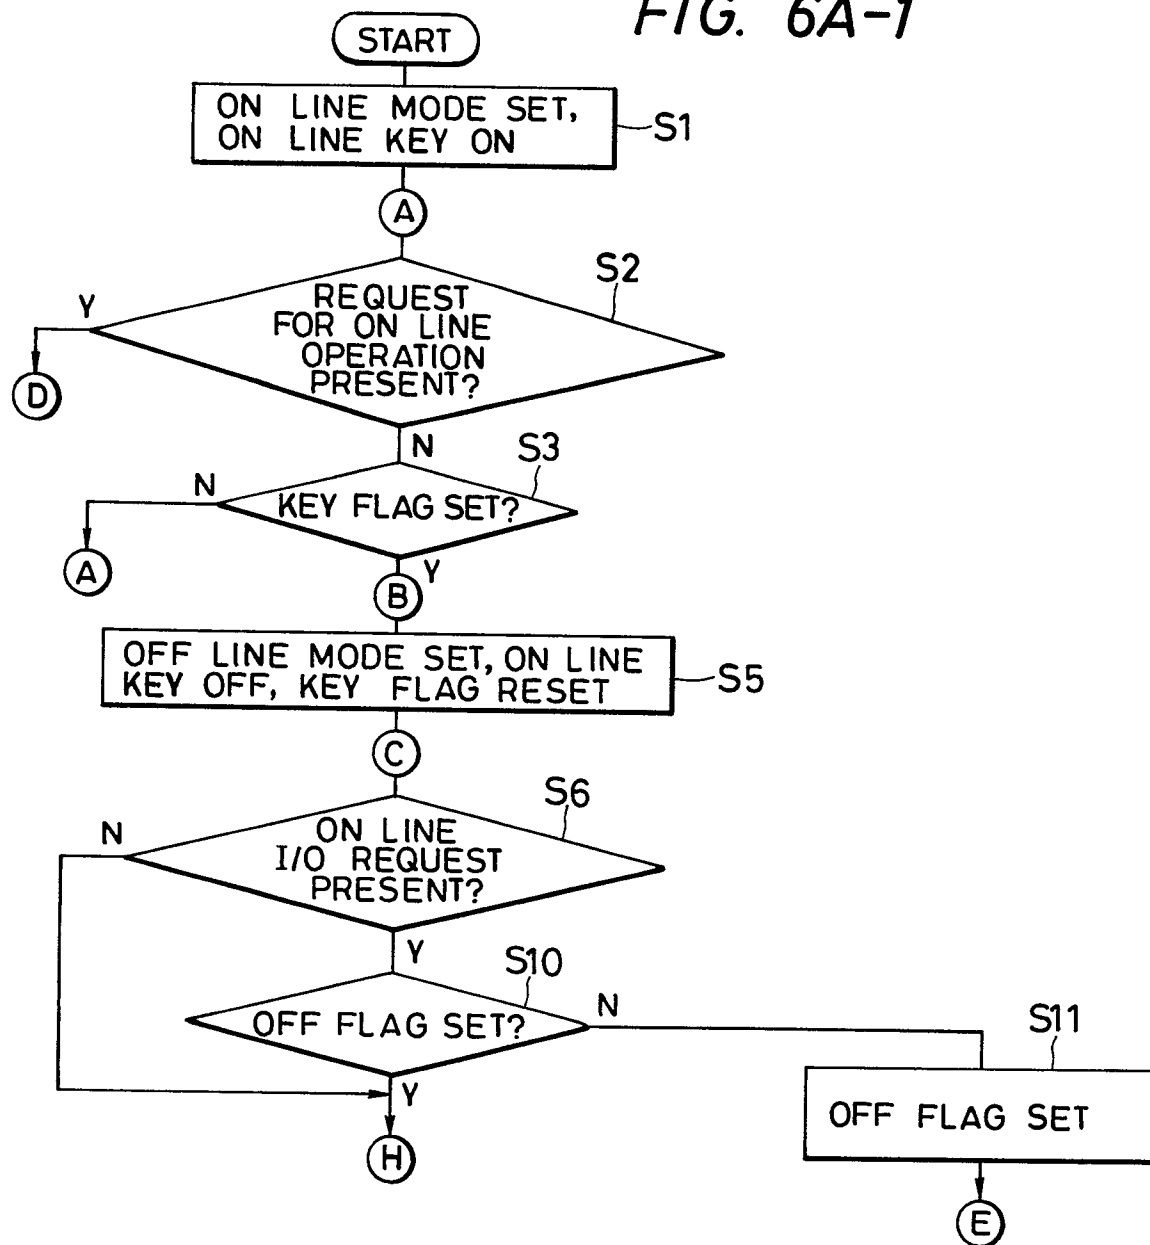 FIG. 6A-1
START
ON LINE MODE SET,
ON LINE KEY ON
S1
A
S2
Y
REQUEST
FOR ON LINE
OPERATION
PRESENT?
D
N
S3
N
KEY FLAG SET?
A
Y
B
OFF LINE MODE SET, ON LINE
KEY OFF, KEY FLAG RESET
S5
C
S6
N
ON LINE
I/O REQUEST
PRESENT?
Y
S10
N
OFF FLAG SET?
S11
Y
OFF FLAG SET
H
E